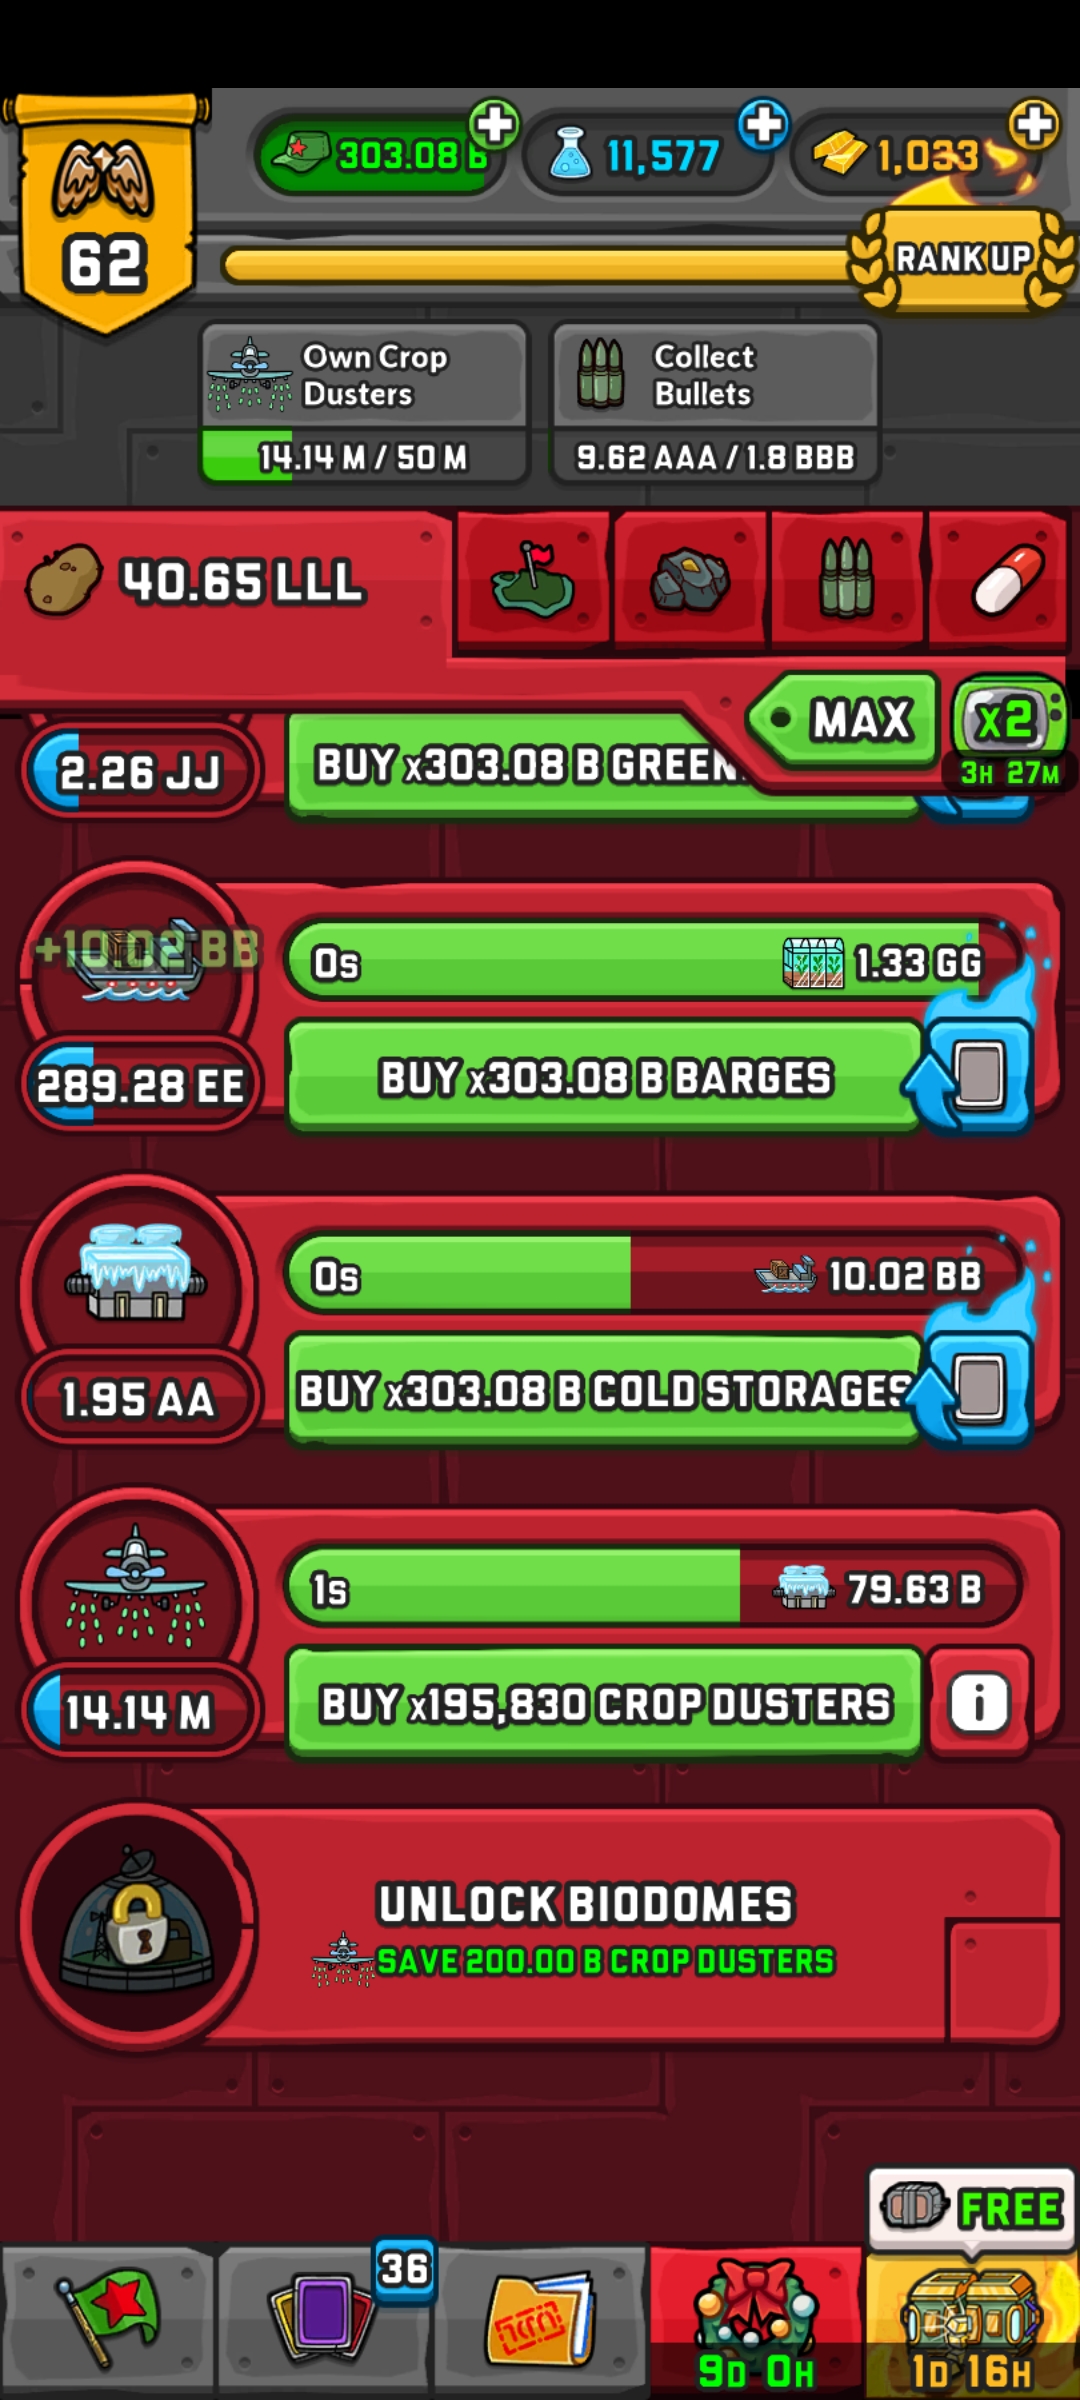 303.08 B
11,577
1,033
62
RANK UP
Own Crop
Dusters
14.14 M / 50 M
Collect
Bullets
9.62 AAA / 1.8 BBB
40.65 LLL
MAX
x2
3H 27M
2.26 JJ
BUY x303.08 B GREEN
+10.02 BB
0s
1.33 GG
289.28 EE
BUY x303.08 B BARGES
0s
10.02 BB
1.95 AA
BUY x303.08 B COLD STORAGES
1s
79.63 B
14.14 M
BUY x195,830 CROP DUSTERS
i
UNLOCK BIODOMES
SAVE 200.00 B CROP DUSTERS
FREE
36
9D 0H
1D 16H